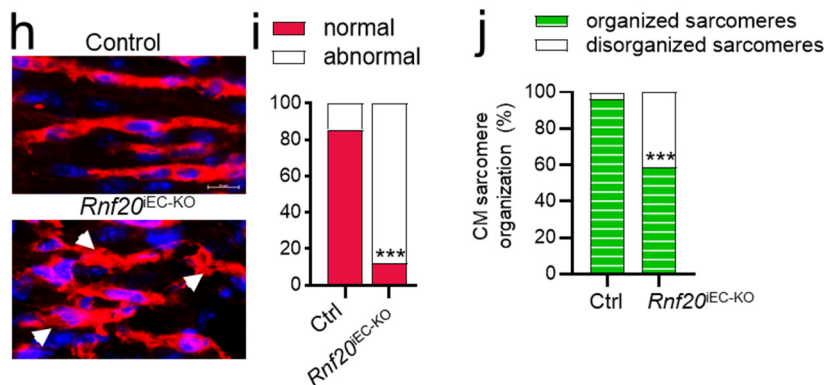 h
Control
Rnf20iEC-KO
i
normal
abnormal
100
80
60
40
20
0
***
Ctrl
Rnf20iEC-KO
j
organized sarcomeres
disorganized sarcomeres
CM sarcomere
organization (%)
100
80
60
40
20
0
***
Ctrl
Rnf20iEC-KO